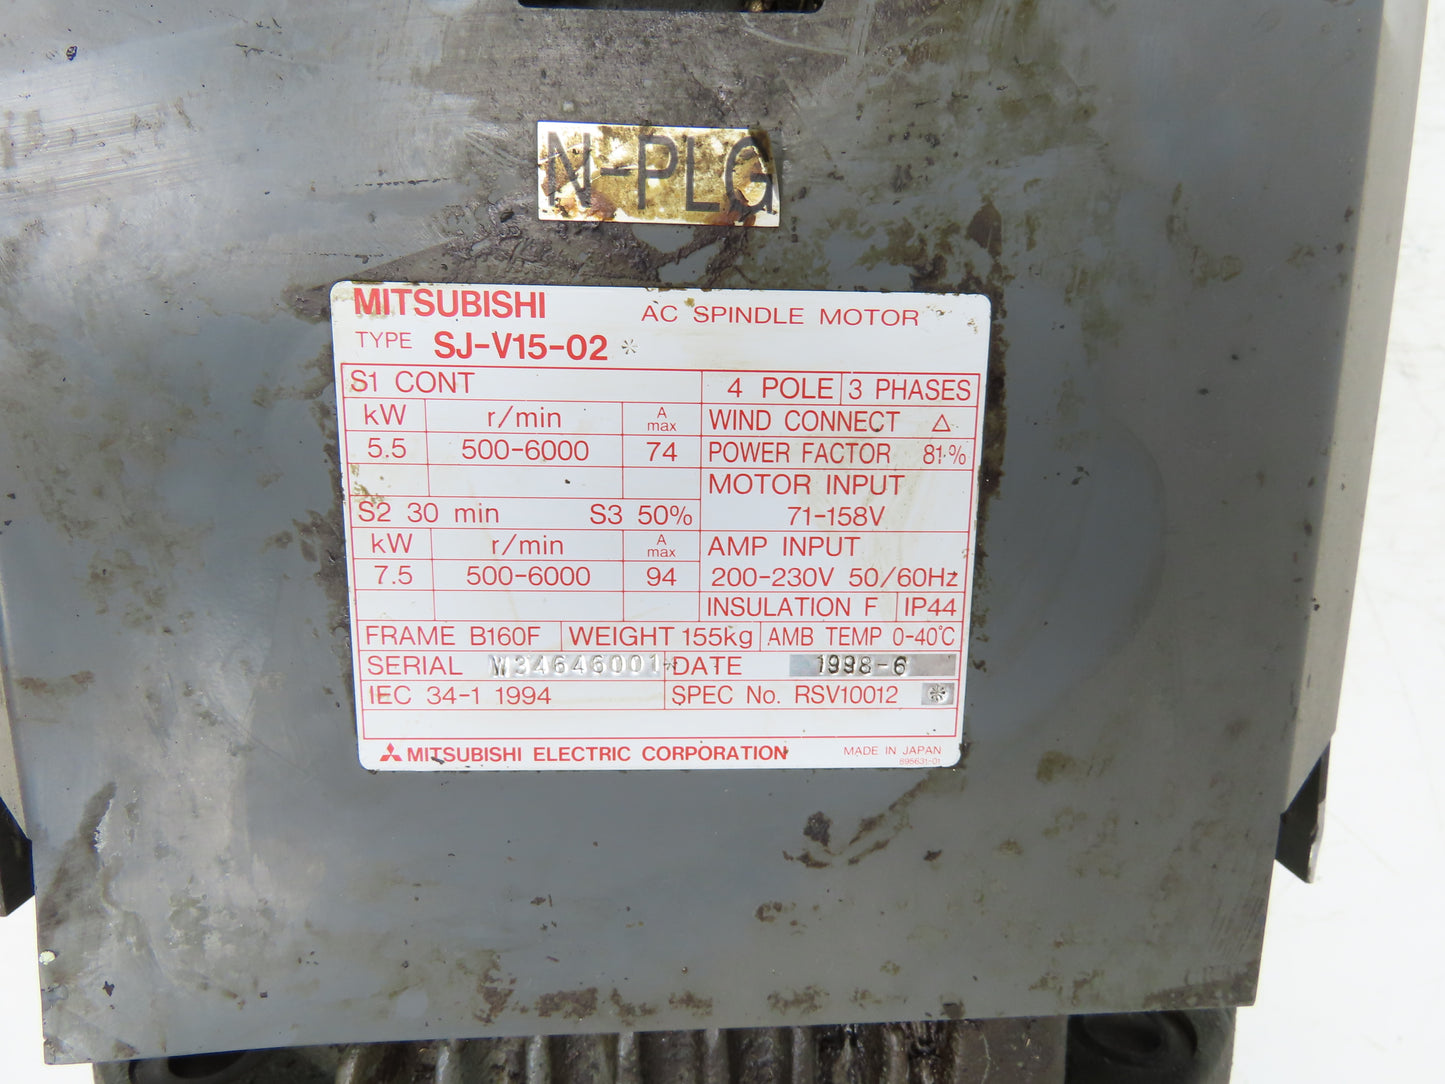 N-PLG
MITSUBISHI AC SPINDLE MOTOR
TYPE SJ-V15-02 *
S1 CONT 4 POLE 3 PHASES
kW r/min A max WIND CONNECT △
5.5 500-6000 74 POWER FACTOR 81%
MOTOR INPUT
S2 30 min S3 50% 71-158V
kW r/min A max AMP INPUT
7.5 500-6000 94 200-230V 50/60Hz
INSULATION F IP44
FRAME B160F WEIGHT 155kg AMB TEMP 0-40℃
SERIAL M34646001* DATE 1998-6
IEC 34-1 1994 SPEC No. RSV10012 *
MITSUBISHI ELECTRIC CORPORATION MADE IN JAPAN